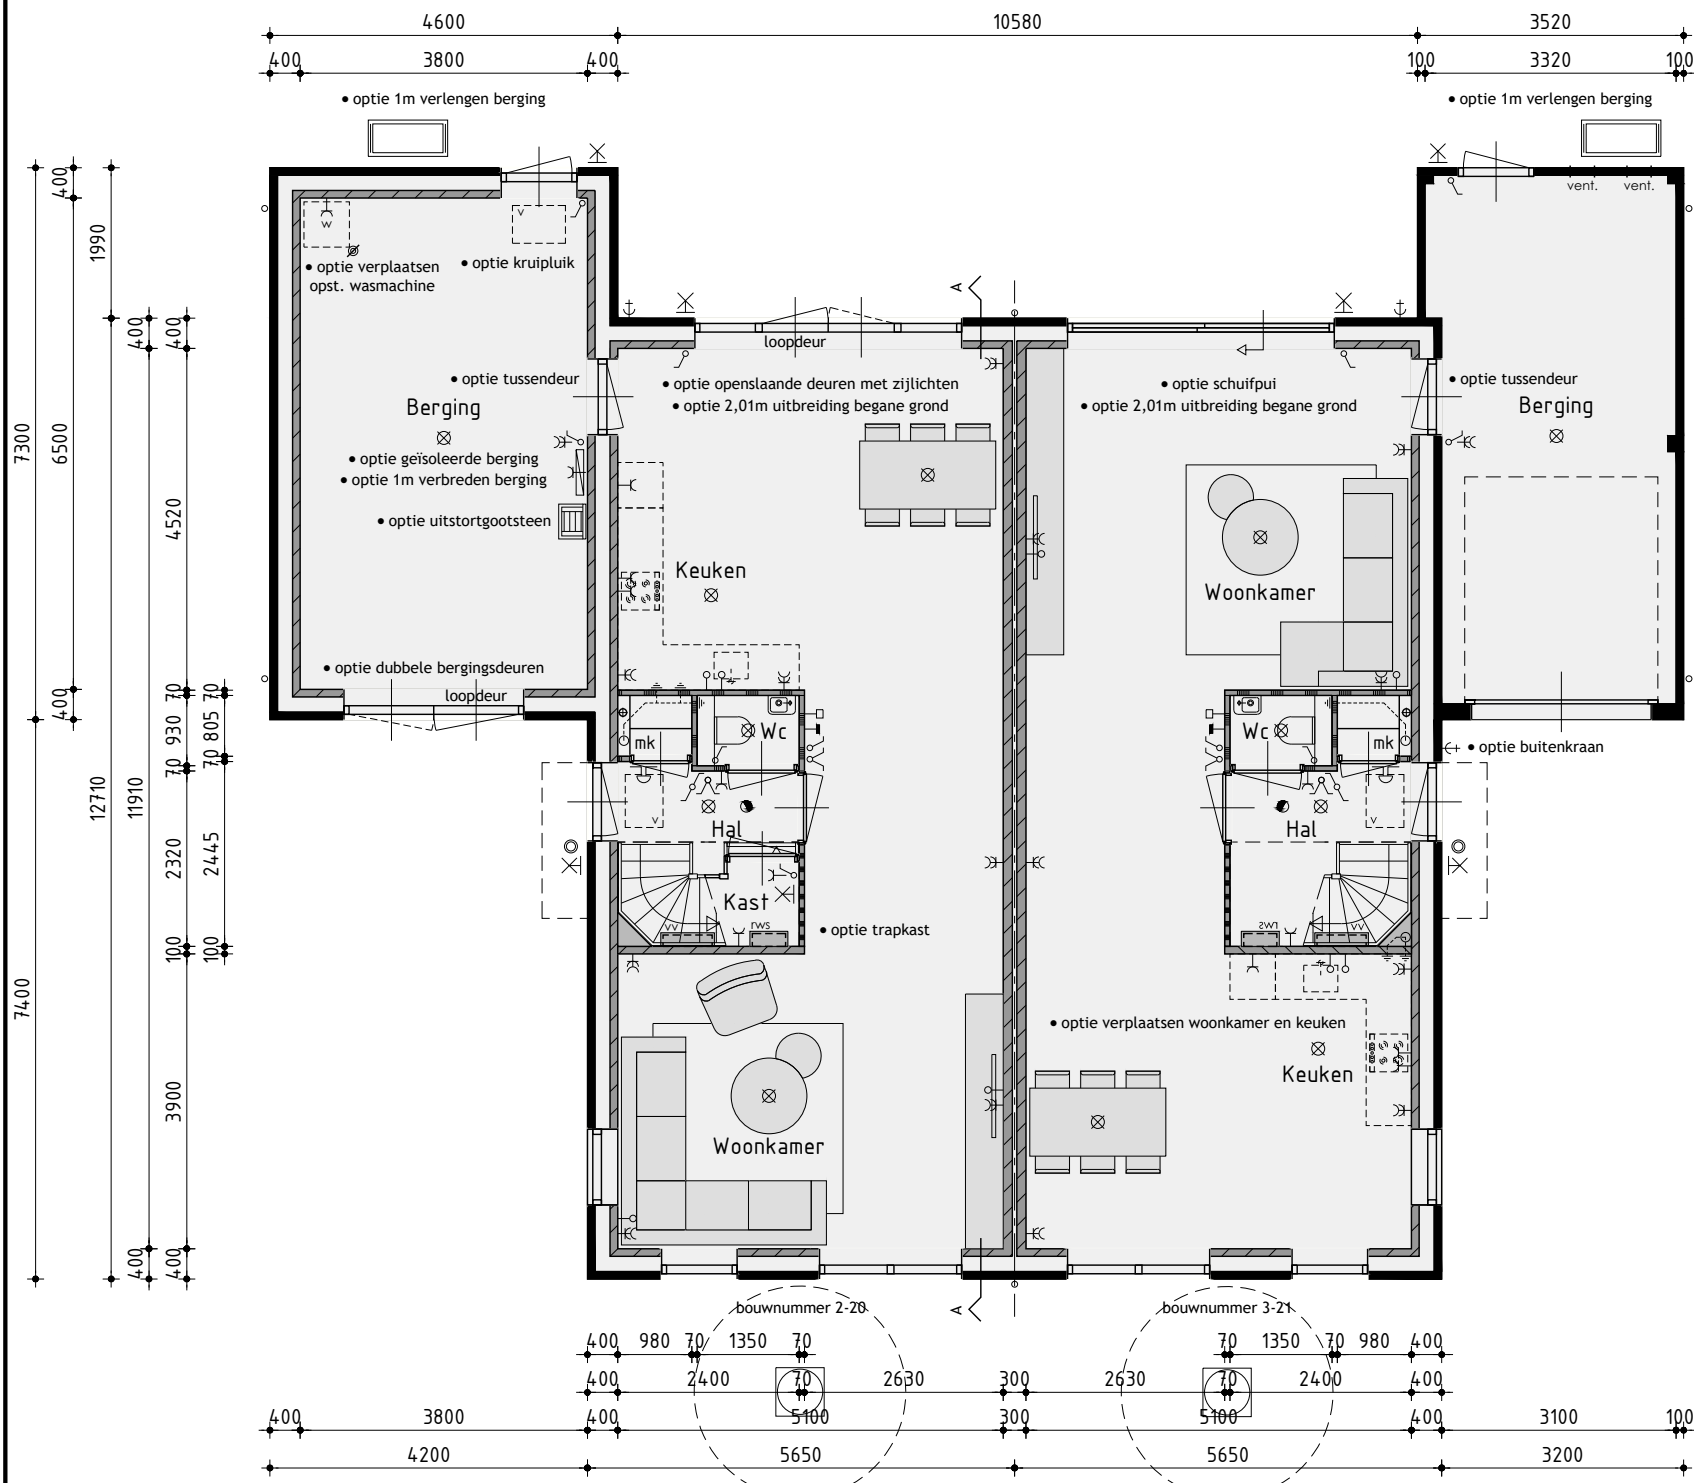 4600 10580 3520
400 3800 400 100 3320 100
• optie 1m verlengen berging • optie 1m verlengen berging
vent. vent.
w v
• optie verplaatsen
opst. wasmachine
• optie kruipluik
A
loopdeur
• optie tussendeur
Berging
• optie openslaande deuren met zijlichten
• optie 2,01m uitbreiding begane grond
• optie schuifpui
• optie 2,01m uitbreiding begane grond
• optie tussendeur
Berging
• optie geïsoleerde berging
• optie 1m verbreden berging
• optie uitstortgootsteen
Keuken
Woonkamer
• optie dubbele bergingsdeuren
loopdeur
mk Wc Wc mk
• optie buitenkraan
v v
Hal Hal
Kast
vv rws rws vv
• optie trapkast
• optie verplaatsen woonkamer en keuken
Keuken
Woonkamer
A
bouwnummer 2-20 bouwnummer 3-21
7300
7400
400
6500
400
1990
12710
400
11910
400
400
4520
70
930
70
2320
100
3900
400
70
805
70
2445
100
400 980 70 1350 70 70 1350 70 980 400
400 2400 70 2630 300 2630 70 2400 400
400 3800 400 5100 300 5100 400 3100 100
4200 5650 5650 3200